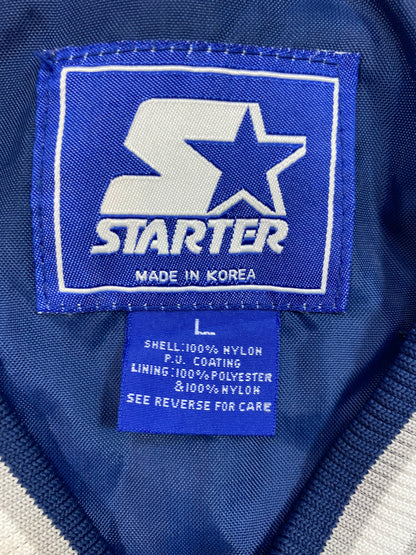 STARTER
MADE IN KOREA
L
SHELL:100% NYLON
P.U. COATING
LINING:100% POLYESTER
&100% NYLON
SEE REVERSE FOR CARE